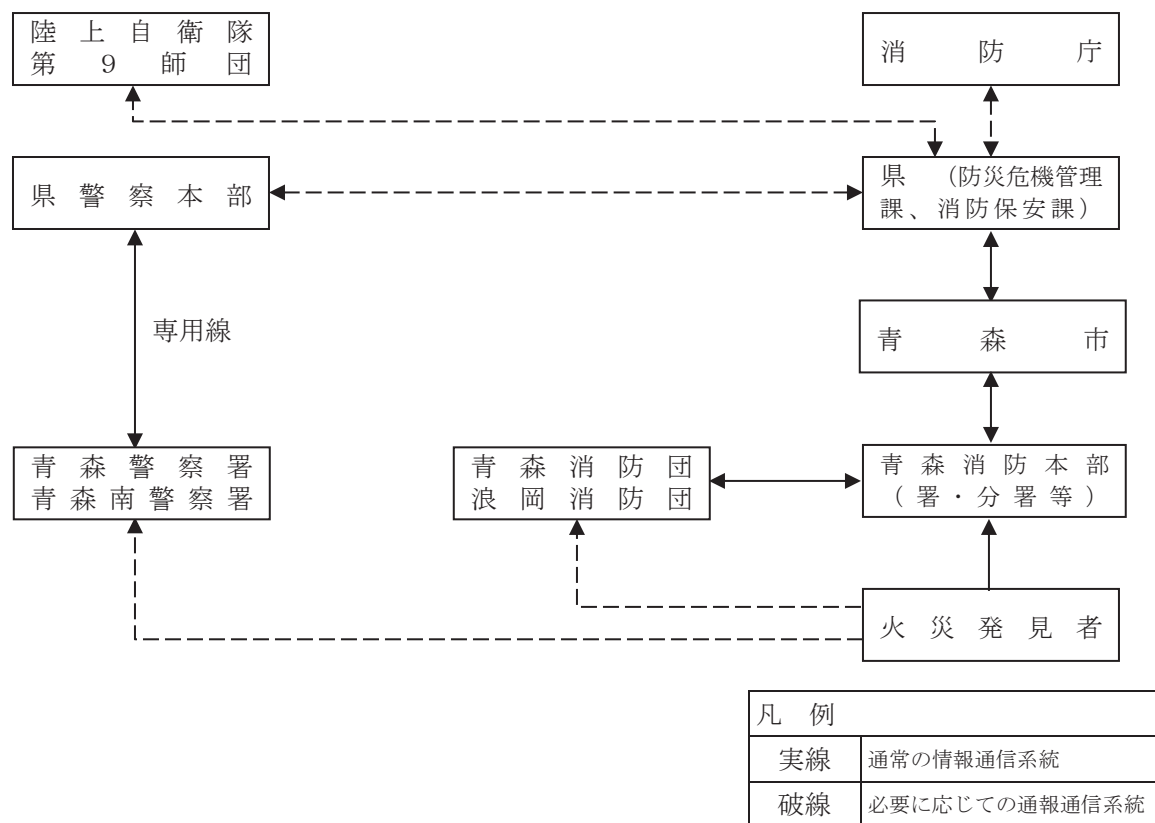 陸上自衛隊
第9師団
消防庁
県警察本部
県（防災危機管理
課、消防保安課）
専用線
青森市
青森警察署
青森南警察署
青森消防団
浪岡消防団
青森消防本部
（署・分署等）
火災発見者
凡例
実線 通常の情報通信系統
破線 必要に応じての通報通信系統